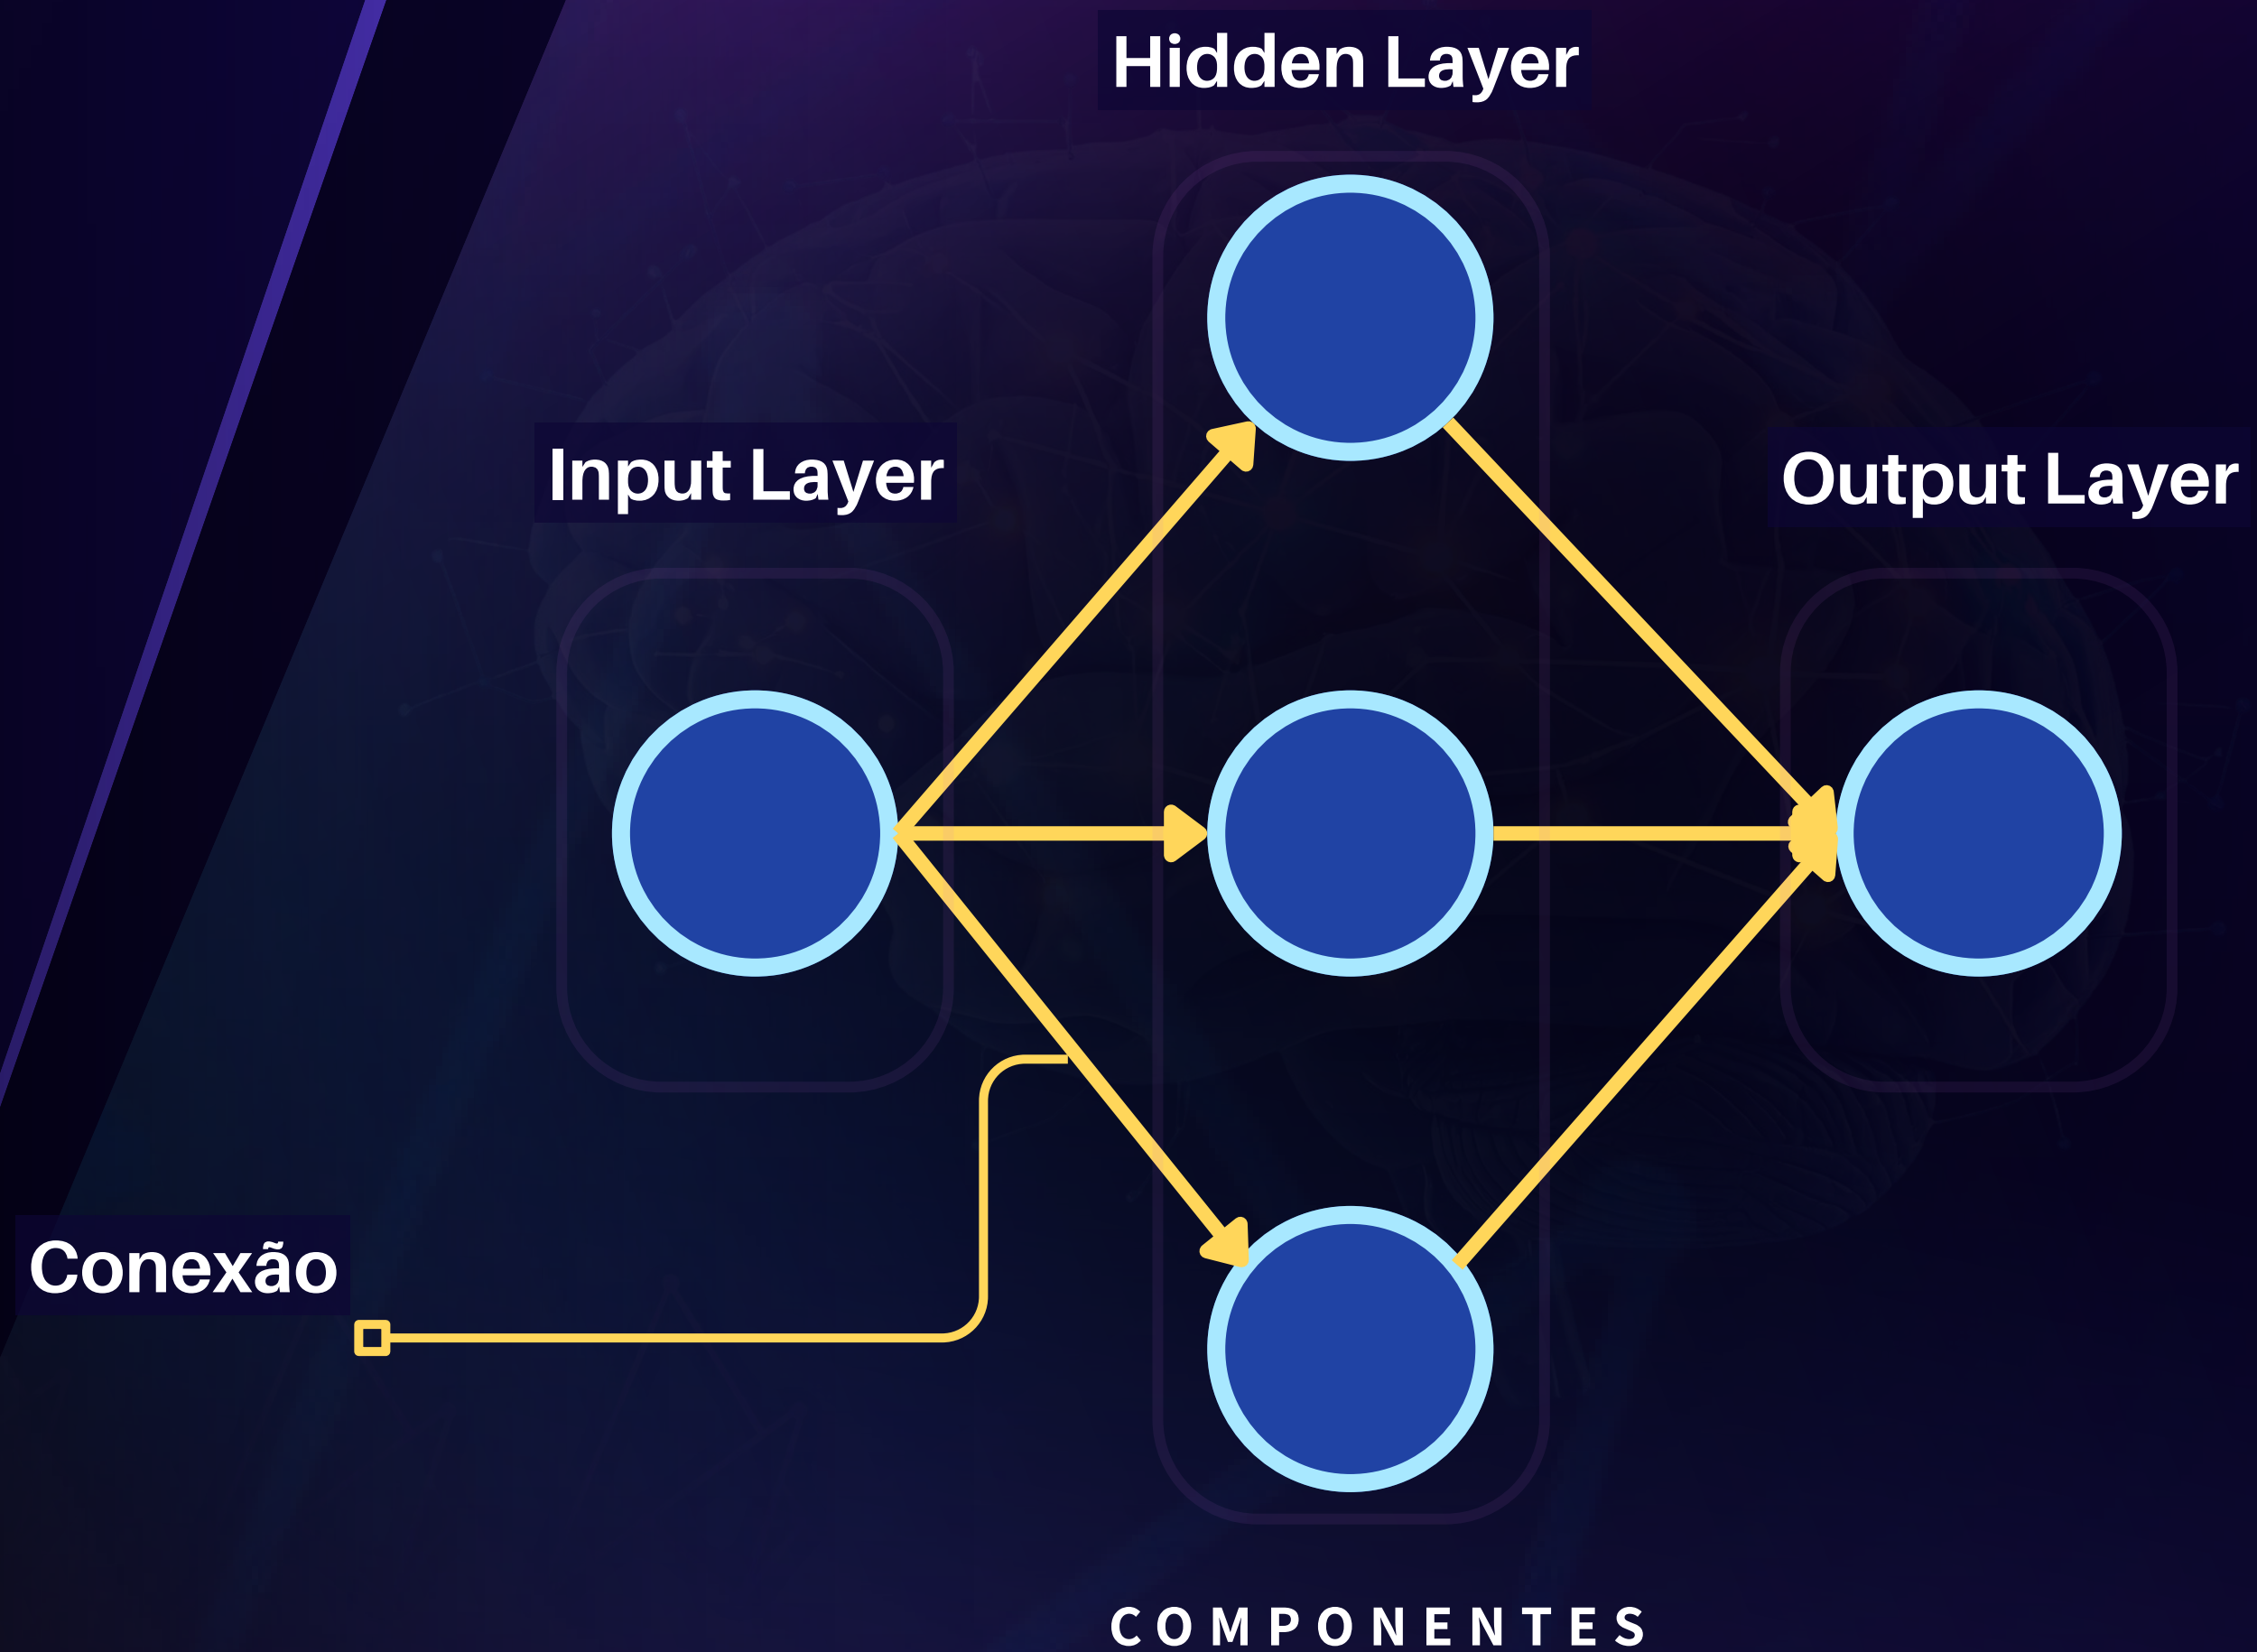 Hidden Layer
Input Layer
Output Layer
Conexão
COMPONENTES